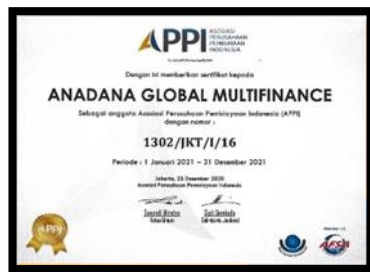 APPI
ASOSIASI
PERUSAHAAN
PEMBIAYAAN
INDONESIA
Dengan ini memberikan sertifikat kepada
ANADANA GLOBAL MULTIFINANCE
Sebagai anggota Asosiasi Perusahaan Pembiayaan Indonesia (APPI)
dengan nomor :
1302/JKT/I/16
Periode : 1 Januari 2021 – 31 Desember 2021
Jakarta, 23 Desember 2020
Asosiasi Perusahaan Pembiayaan Indonesia
APPI
AFSA